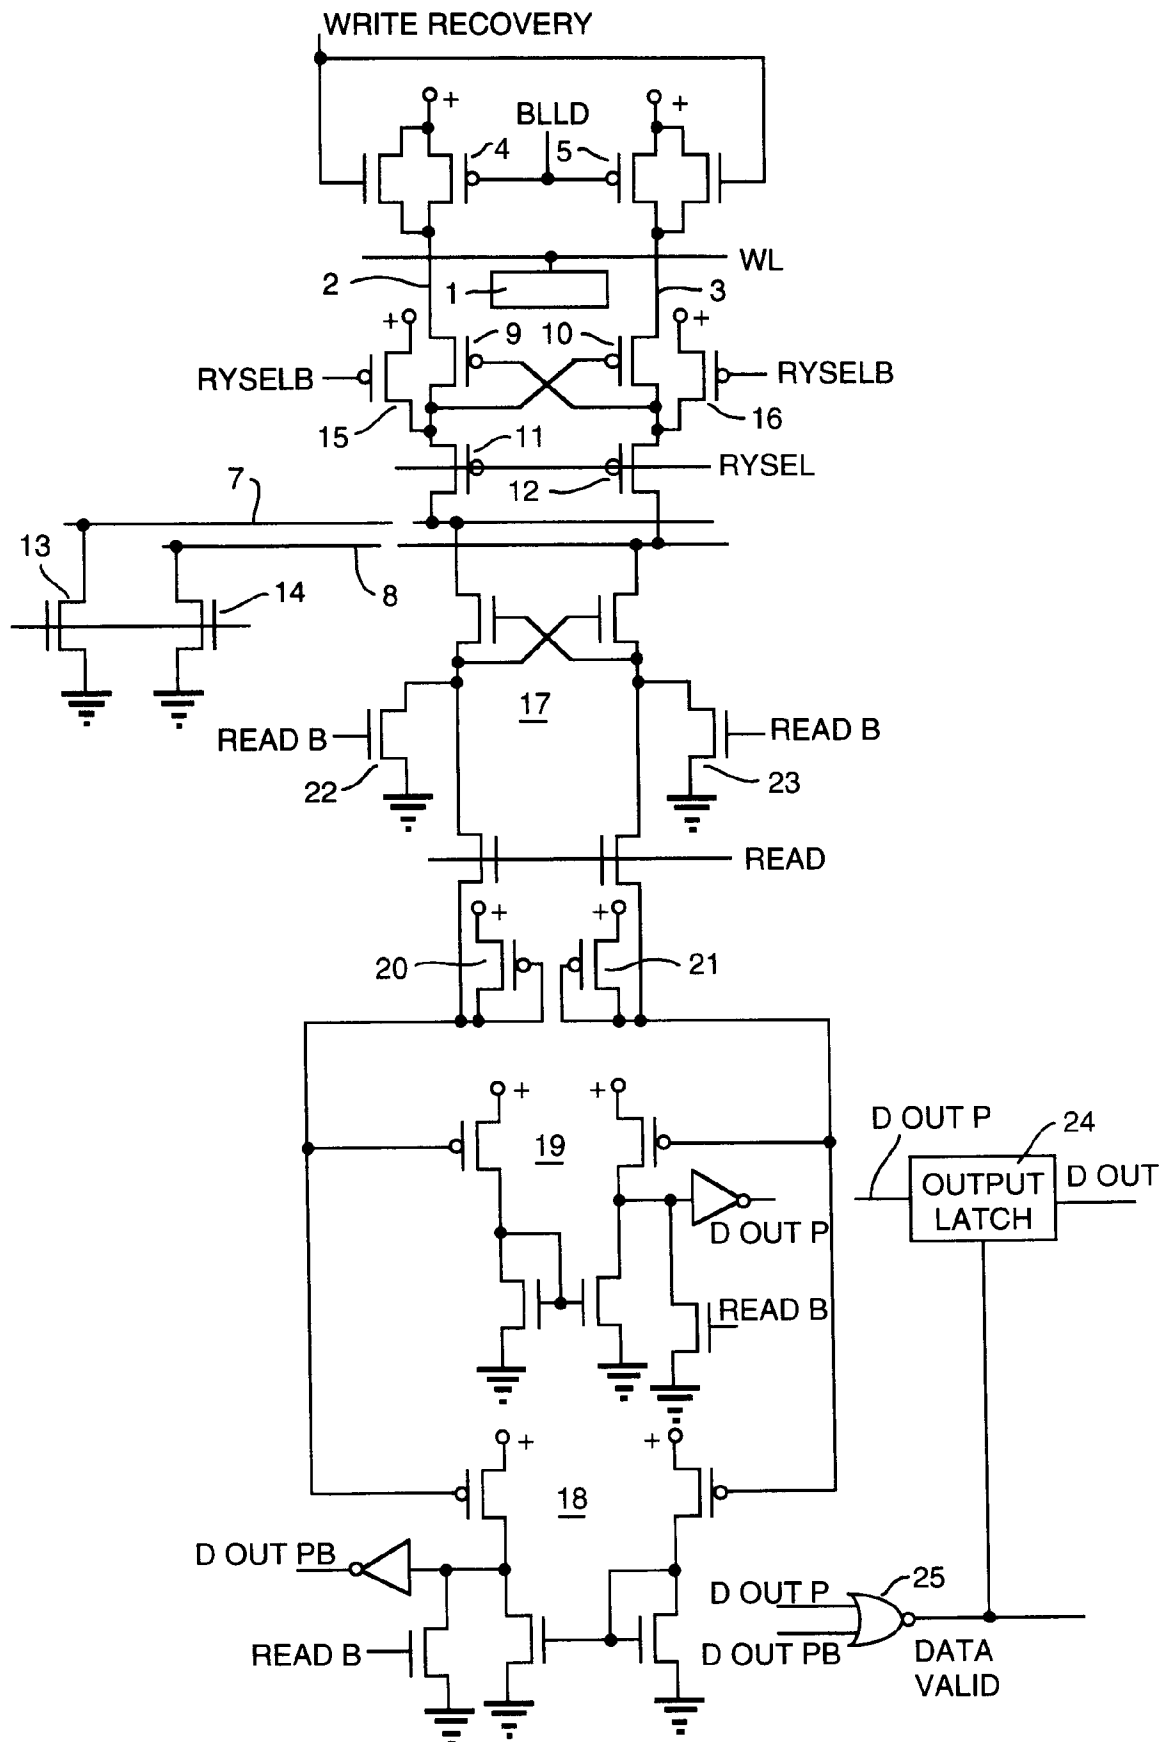 WRITE RECOVERY
+
+
BLLD
4
5
WL
2
1
3
+
9
10
+
RYSELB
RYSELB
15
16
11
RYSEL
12
7
13
14
8
17
READ B
READ B
22
23
READ
+
+
20
21
+
+
19
D OUT P
24
OUTPUT
LATCH
D OUT
D OUT P
READ B
+
+
18
D OUT PB
25
D OUT P
READ B
D OUT PB
DATA
VALID